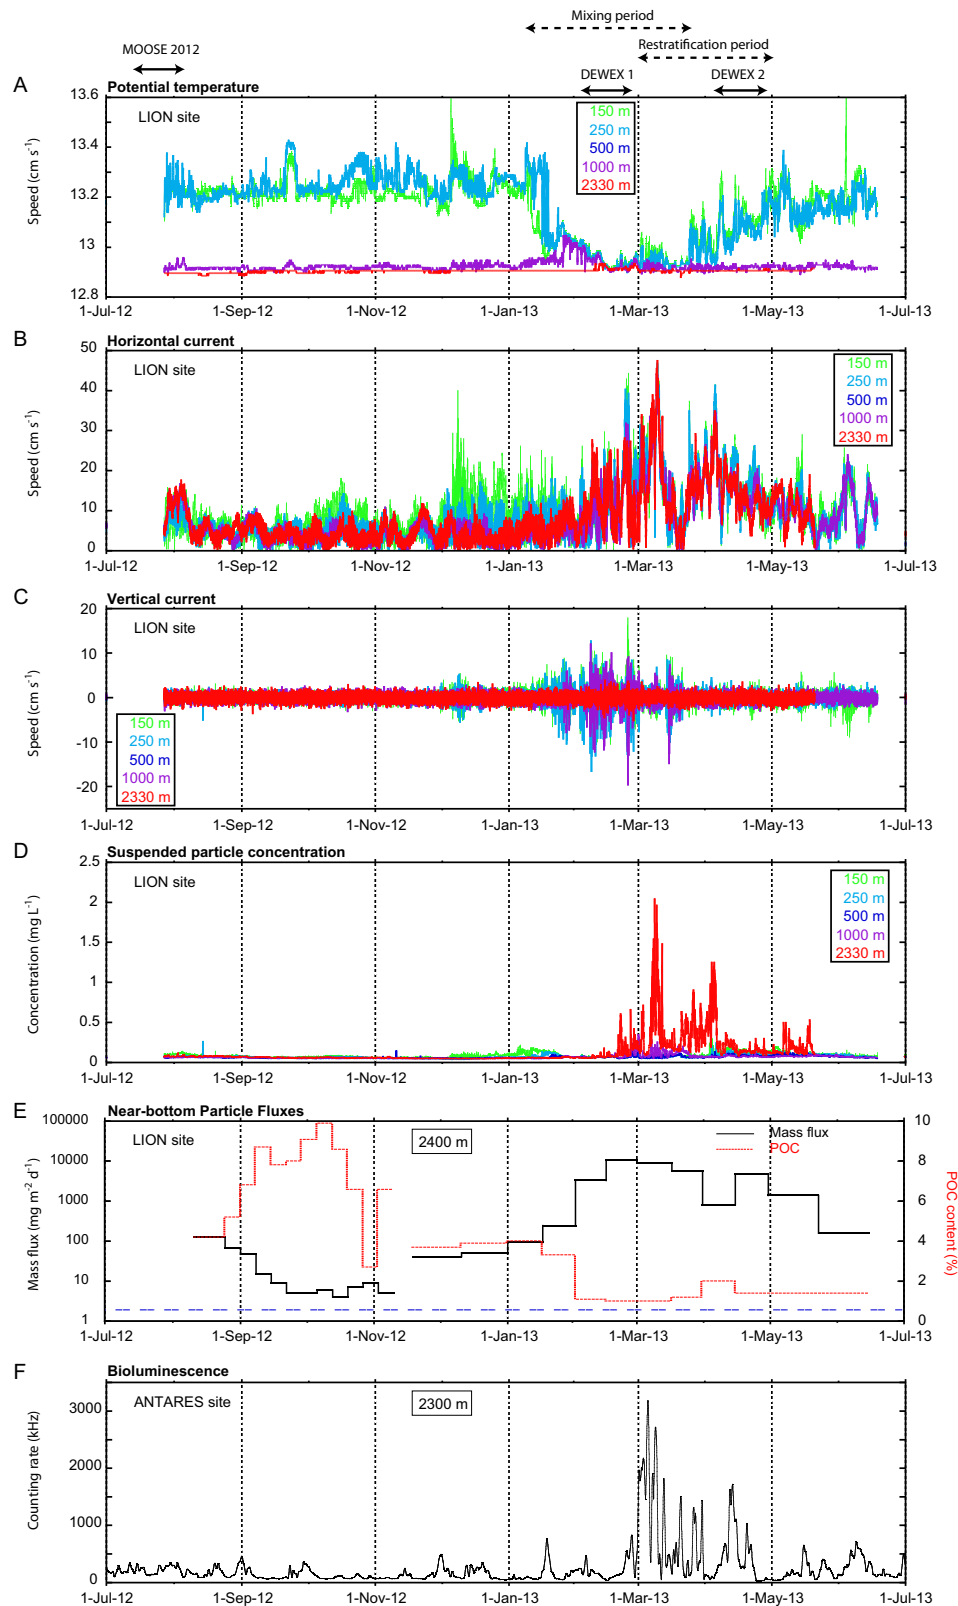 Mixing period
MOOSE 2012
Restratification period
DEWEX 1
DEWEX 2
A
Potential temperature
LION site
Speed (cm s⁻¹)
13.6
13.4
13.2
13
12.8
150 m
250 m
500 m
1000 m
2330 m
1-Jul-12
1-Sep-12
1-Nov-12
1-Jan-13
1-Mar-13
1-May-13
1-Jul-13
B
Horizontal current
LION site
Speed (cm s⁻¹)
50
40
30
20
10
0
150 m
250 m
500 m
1000 m
2330 m
1-Jul-12
1-Sep-12
1-Nov-12
1-Jan-13
1-Mar-13
1-May-13
1-Jul-13
C
Vertical current
LION site
Speed (cm s⁻¹)
20
10
0
-10
-20
150 m
250 m
500 m
1000 m
2330 m
1-Jul-12
1-Sep-12
1-Nov-12
1-Jan-13
1-Mar-13
1-May-13
1-Jul-13
D
Suspended particle concentration
LION site
Concentration (mg L⁻¹)
2.5
2
1.5
1
0.5
0
150 m
250 m
500 m
1000 m
2330 m
1-Jul-12
1-Sep-12
1-Nov-12
1-Jan-13
1-Mar-13
1-May-13
1-Jul-13
E
Near-bottom Particle Fluxes
LION site
2400 m
Mass flux
POC
Mass flux (mg m⁻² d⁻¹)
100000
10000
1000
100
10
1
10
8
6
4
2
0
POC content (%)
1-Jul-12
1-Sep-12
1-Nov-12
1-Jan-13
1-Mar-13
1-May-13
1-Jul-13
F
Bioluminescence
ANTARES site
2300 m
Counting rate (kHz)
3000
2000
1000
0
1-Jul-12
1-Sep-12
1-Nov-12
1-Jan-13
1-Mar-13
1-May-13
1-Jul-13